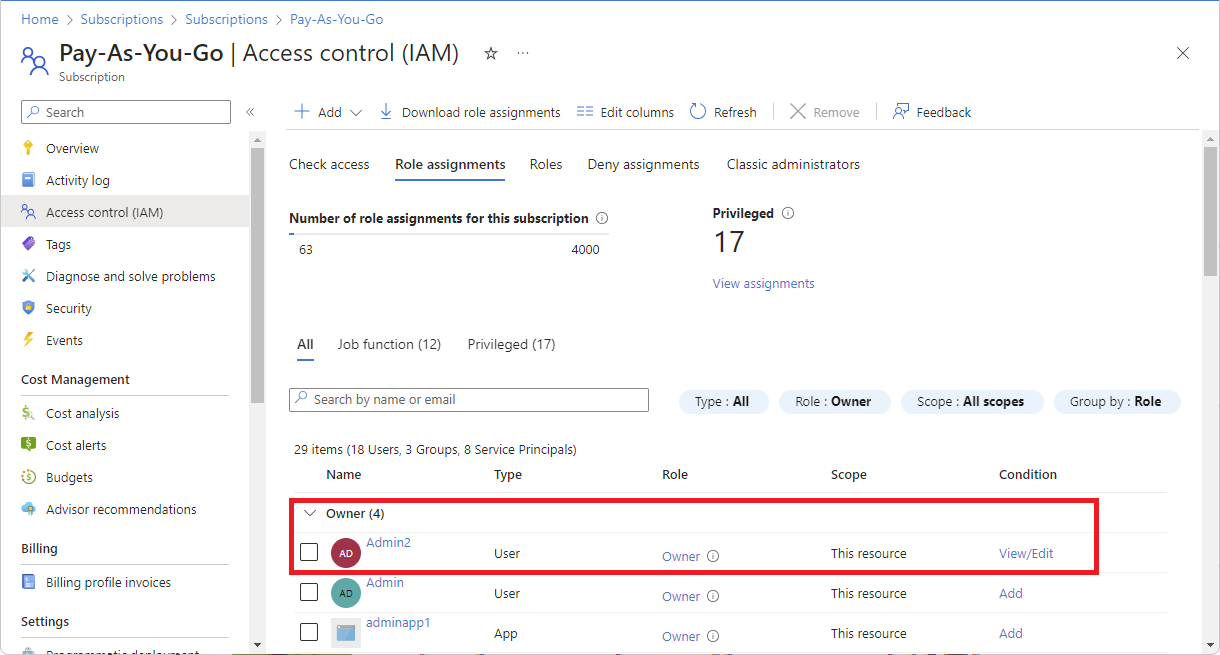 Home > Subscriptions > Subscriptions > Pay-As-You-Go
Pay-As-You-Go | Access control (IAM)
Subscription
Search
Overview
Activity log
Access control (IAM)
Tags
Diagnose and solve problems
Security
Events
Cost Management
Cost analysis
Cost alerts
Budgets
Advisor recommendations
Billing
Billing profile invoices
Settings
Programmatic deployment
Add Download role assignments Edit columns Refresh Remove Feedback
Check access Role assignments Roles Deny assignments Classic administrators
Number of role assignments for this subscription
63 4000
Privileged
17
View assignments
All Job function (12) Privileged (17)
Search by name or email Type : All Role : Owner Scope : All scopes Group by : Role
29 items (18 Users, 3 Groups, 8 Service Principals)
Name Type Role Scope Condition
Owner (4)
AD Admin2 User Owner This resource View/Edit
AD Admin User Owner This resource Add
adminapp1 App Owner This resource Add